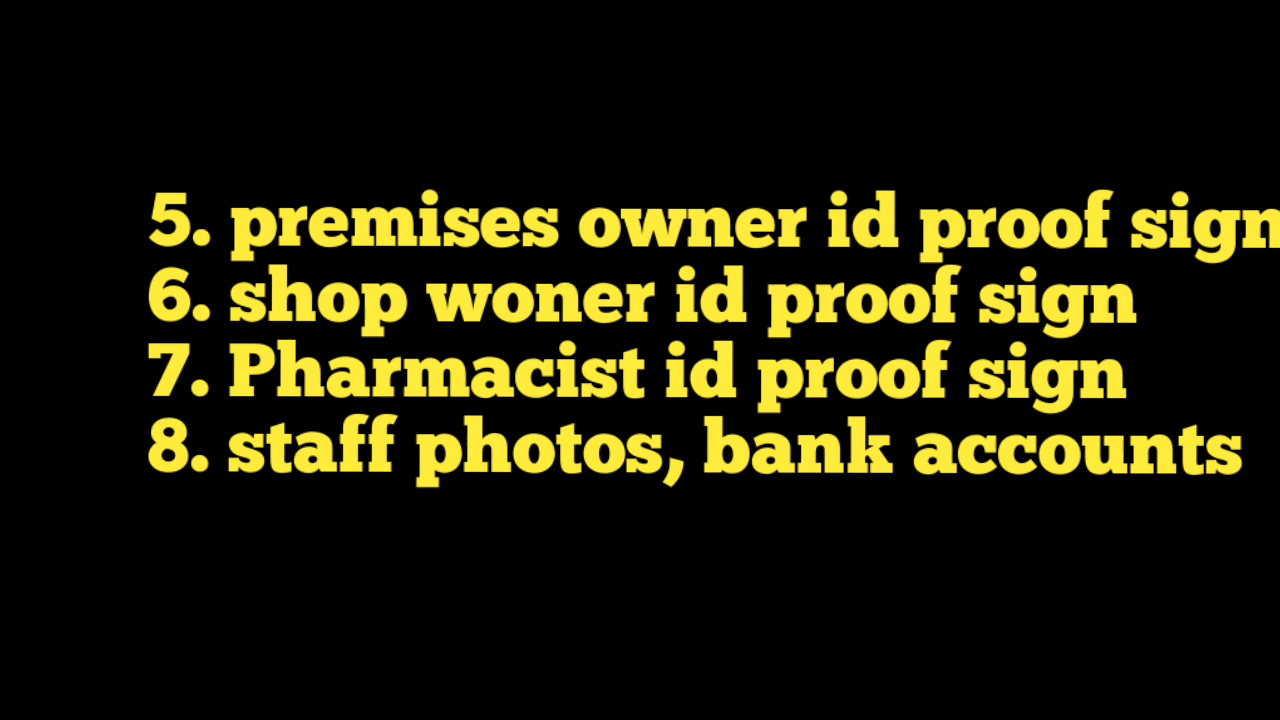 5. premises owner id proof sign
6. shop woner id proof sign
7. Pharmacist id proof sign
8. staff photos, bank accounts